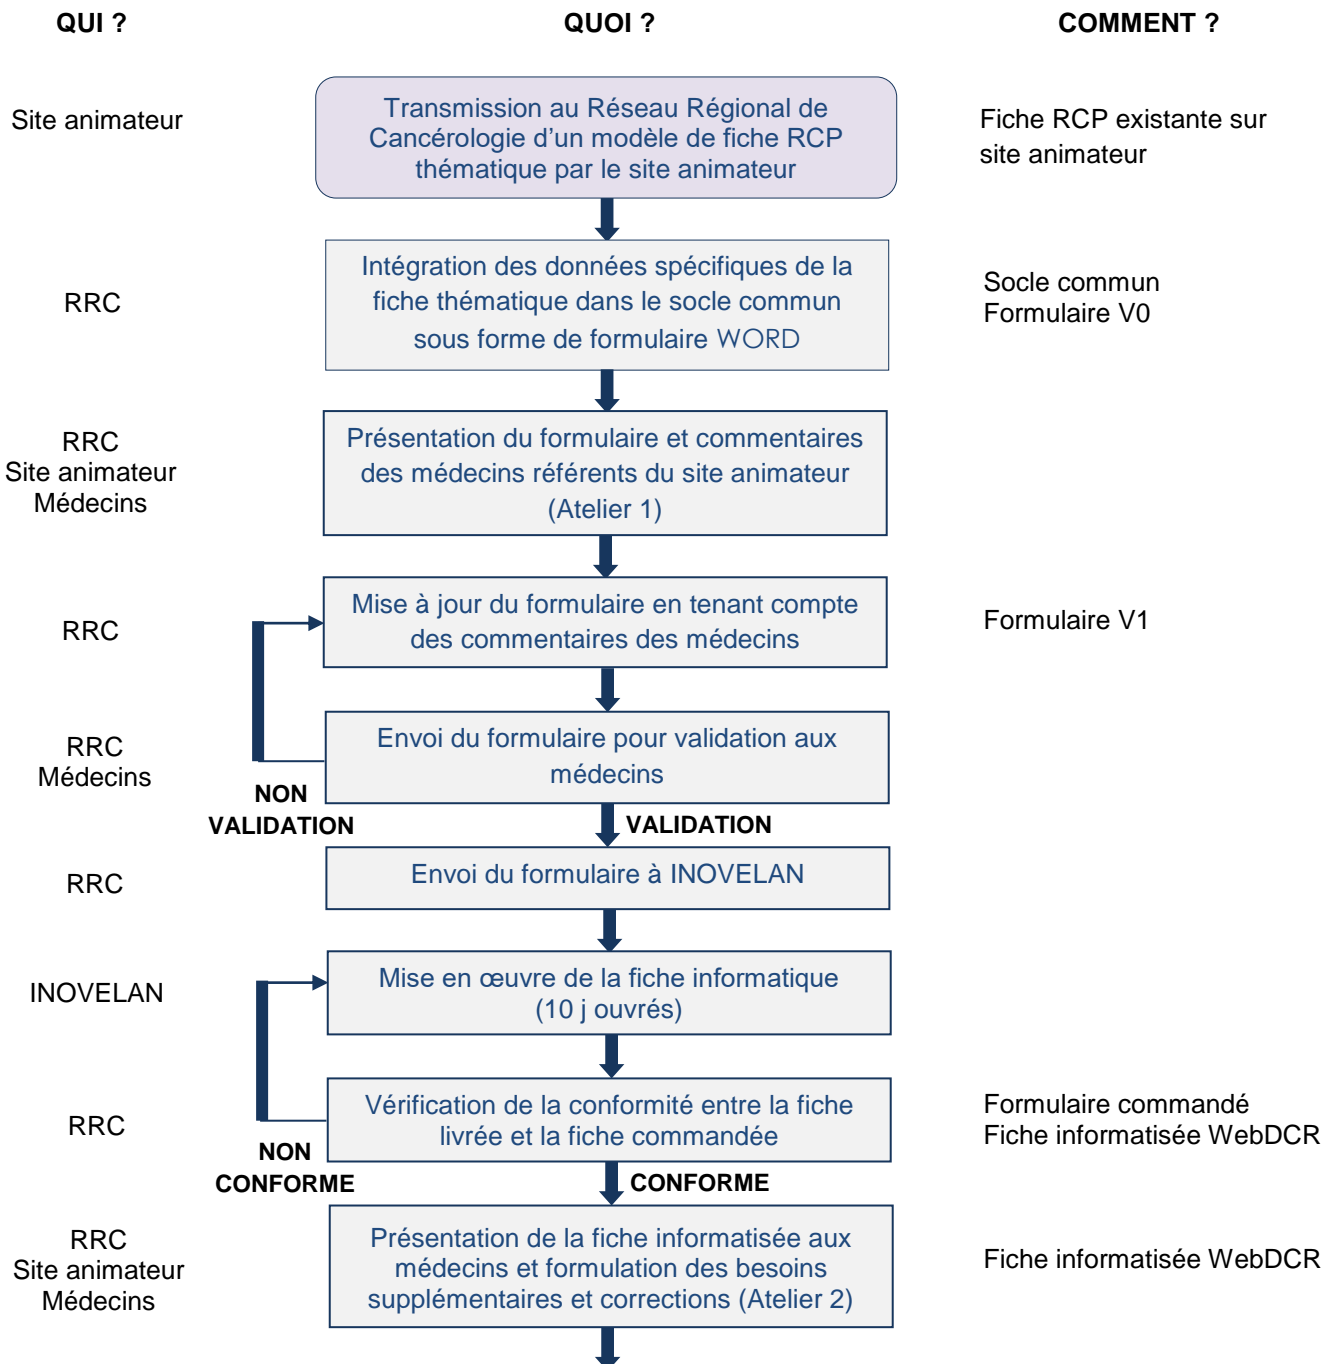 QUI ?
QUOI ?
COMMENT ?
Site animateur
Transmission au Réseau Régional de
Cancérologie d’un modèle de fiche RCP
thématique par le site animateur
Fiche RCP existante sur
site animateur
RRC
Intégration des données spécifiques de la
fiche thématique dans le socle commun
sous forme de formulaire WORD
Socle commun
Formulaire V0
RRC
Site animateur
Médecins
Présentation du formulaire et commentaires
des médecins référents du site animateur
(Atelier 1)
RRC
Mise à jour du formulaire en tenant compte
des commentaires des médecins
Formulaire V1
RRC
Médecins
Envoi du formulaire pour validation aux
médecins
NON
VALIDATION
VALIDATION
RRC
Envoi du formulaire à INOVELAN
INOVELAN
Mise en œuvre de la fiche informatique
(10 j ouvrés)
RRC
Vérification de la conformité entre la fiche
livrée et la fiche commandée
Formulaire commandé
Fiche informatisée WebDCR
NON
CONFORME
CONFORME
RRC
Site animateur
Médecins
Présentation de la fiche informatisée aux
médecins et formulation des besoins
supplémentaires et corrections (Atelier 2)
Fiche informatisée WebDCR